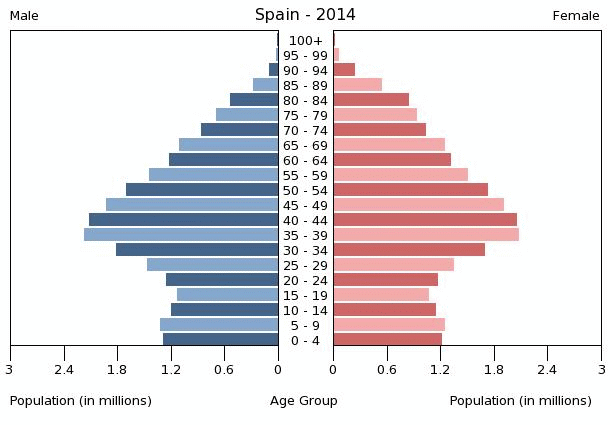 Male Spain - 2014 Female
100+
95 - 99
90 - 94
85 - 89
80 - 84
75 - 79
70 - 74
65 - 69
60 - 64
55 - 59
50 - 54
45 - 49
40 - 44
35 - 39
30 - 34
25 - 29
20 - 24
15 - 19
10 - 14
5 - 9
0 - 4
3 2.4 1.8 1.2 0.6 0 0 0.6 1.2 1.8 2.4 3
Population (in millions) Age Group Population (in millions)